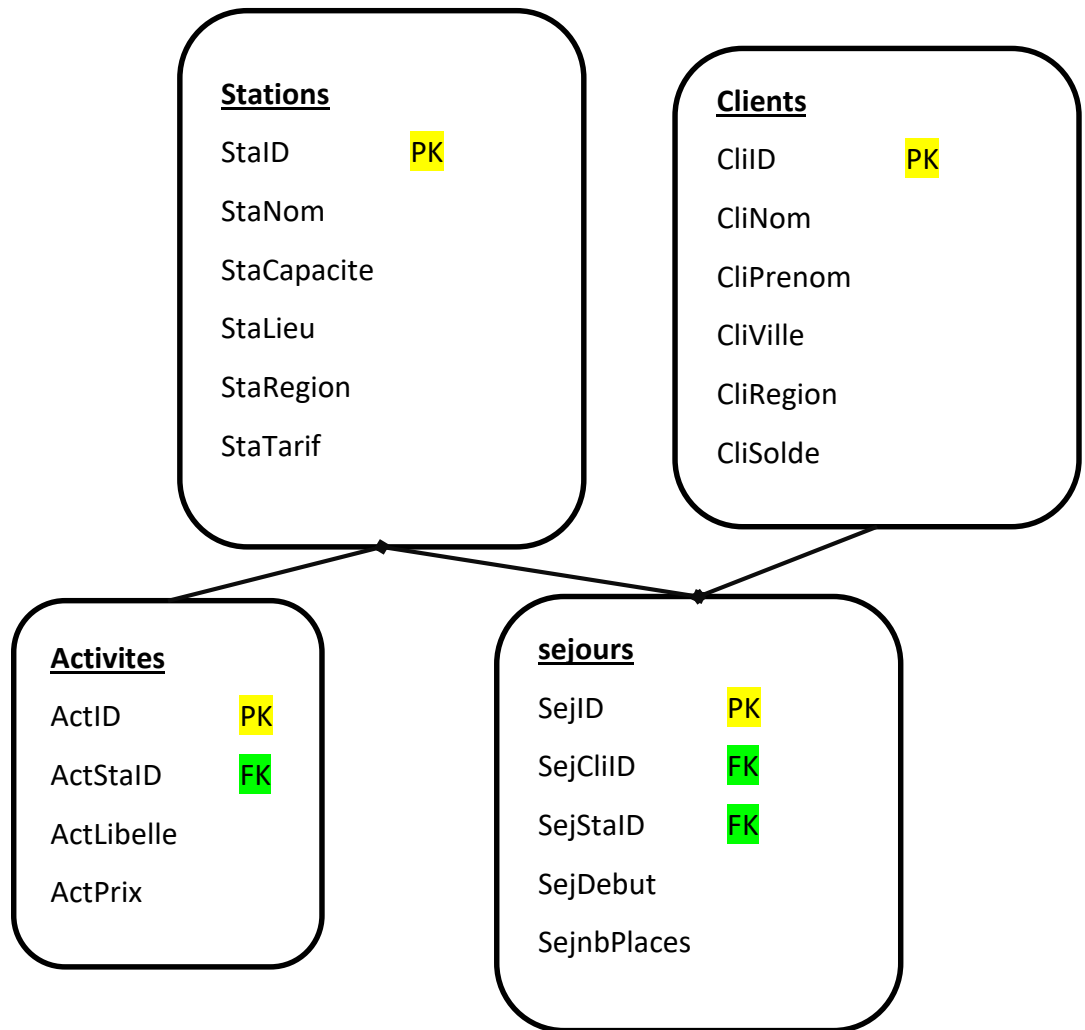 Stations
StaID PK
StaNom
StaCapacite
StaLieu
StaRegion
StaTarif
Clients
CliID PK
CliNom
CliPrenom
CliVille
CliRegion
CliSolde
Activites
ActID PK
ActStaID FK
ActLibelle
ActPrix
sejours
SejID PK
SejCliID FK
SejStaID FK
SejDebut
SejnbPlaces